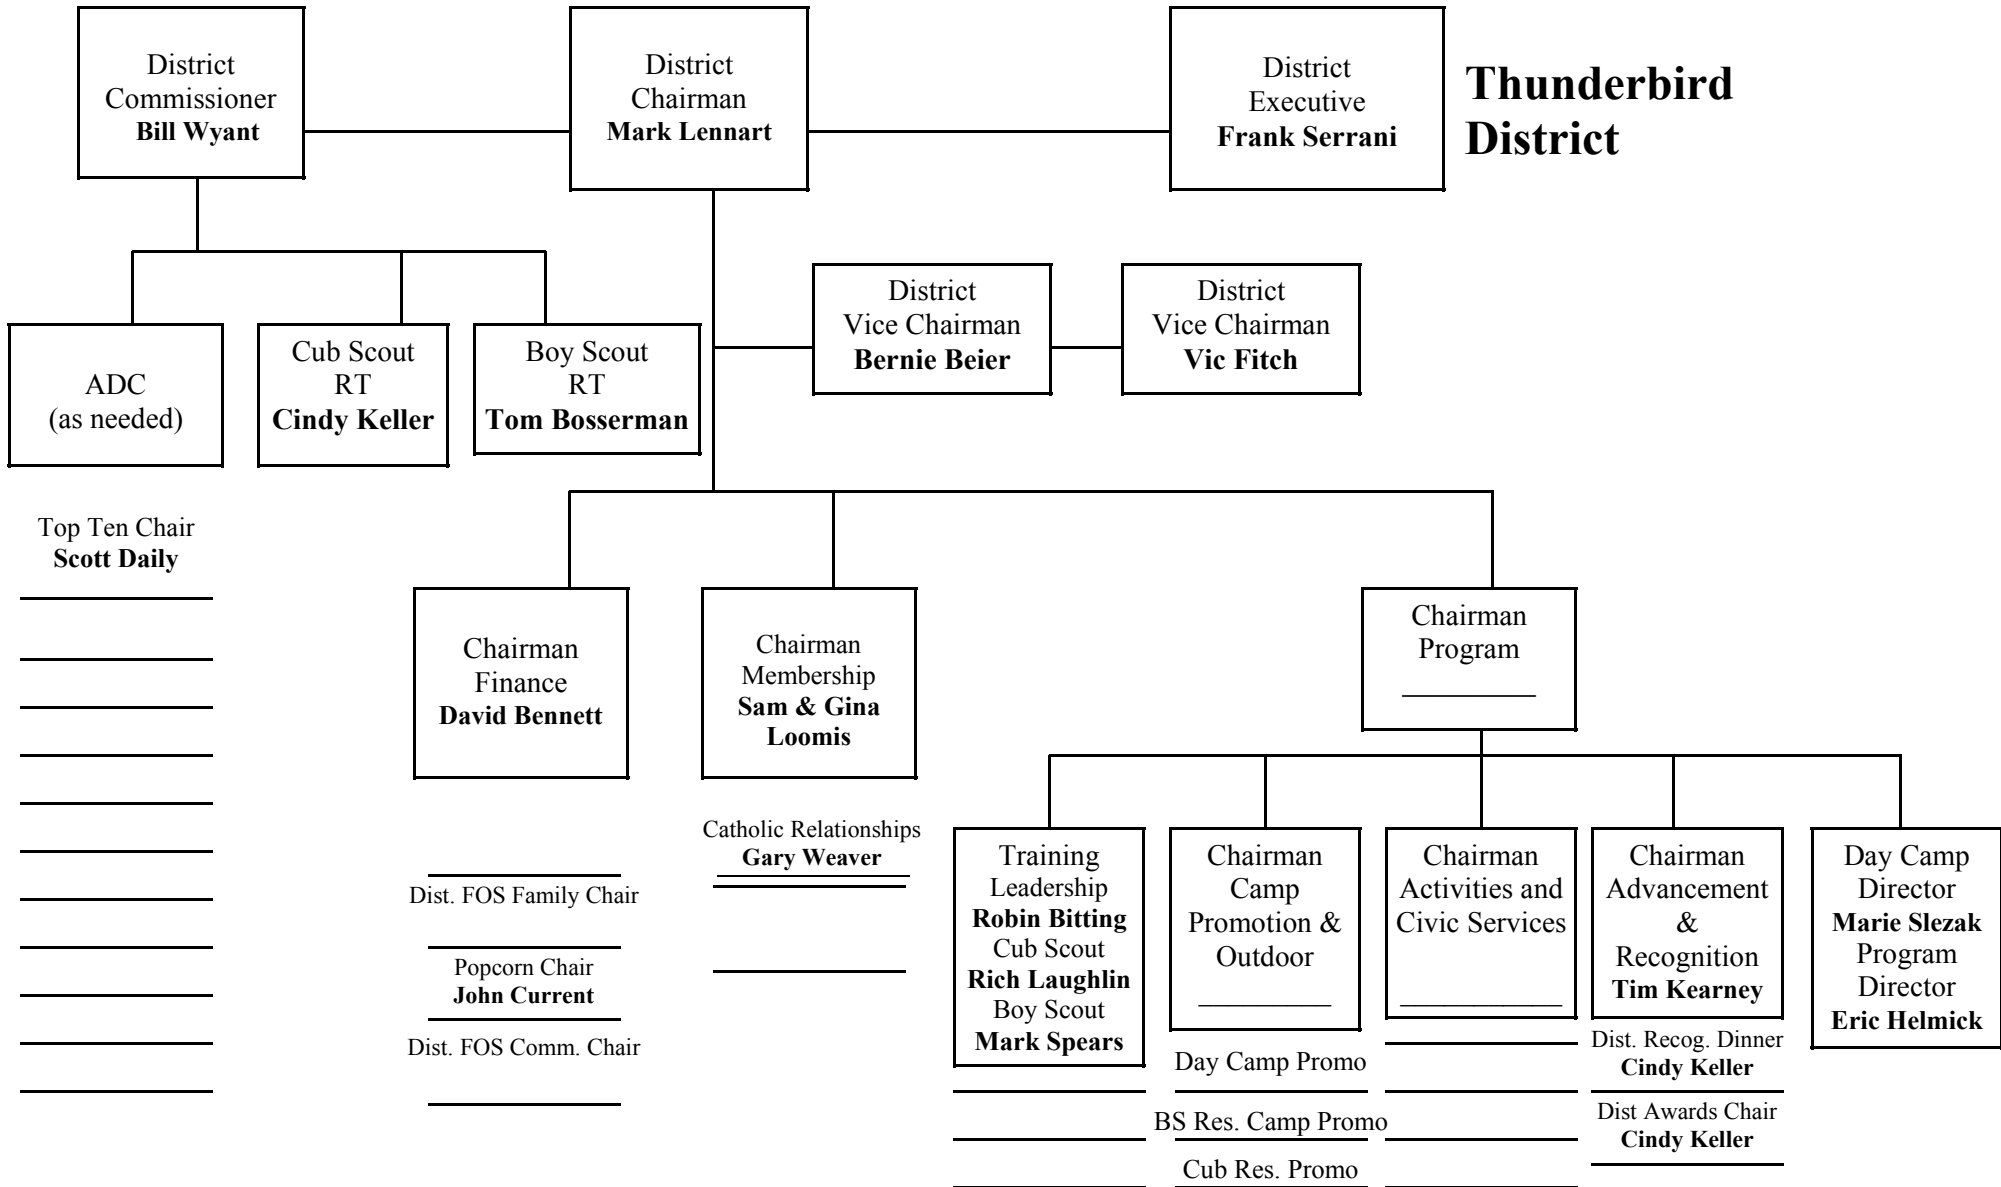 District
Commissioner
Bill Wyant
District
Chairman
Mark Lennart
District
Executive
Frank Serrani
Thunderbird
District
ADC
(as needed)
Cub Scout
RT
Cindy Keller
Boy Scout
RT
Tom Bosserman
District
Vice Chairman
Bernie Beier
District
Vice Chairman
Vic Fitch
Top Ten Chair
Scott Daily
Chairman
Finance
David Bennett
Dist. FOS Family Chair
Popcorn Chair
John Current
Dist. FOS Comm. Chair
Chairman
Membership
Sam & Gina
Loomis
Catholic Relationships
Gary Weaver
Chairman
Program
Training
Leadership
Robin Bitting
Cub Scout
Rich Laughlin
Boy Scout
Mark Spears
Chairman
Camp
Promotion &
Outdoor
Day Camp Promo
BS Res. Camp Promo
Cub Res. Promo
Chairman
Activities and
Civic Services
Chairman
Advancement
&
Recognition
Tim Kearney
Dist. Recog. Dinner
Cindy Keller
Dist Awards Chair
Cindy Keller
Day Camp
Director
Marie Slezak
Program
Director
Eric Helmick